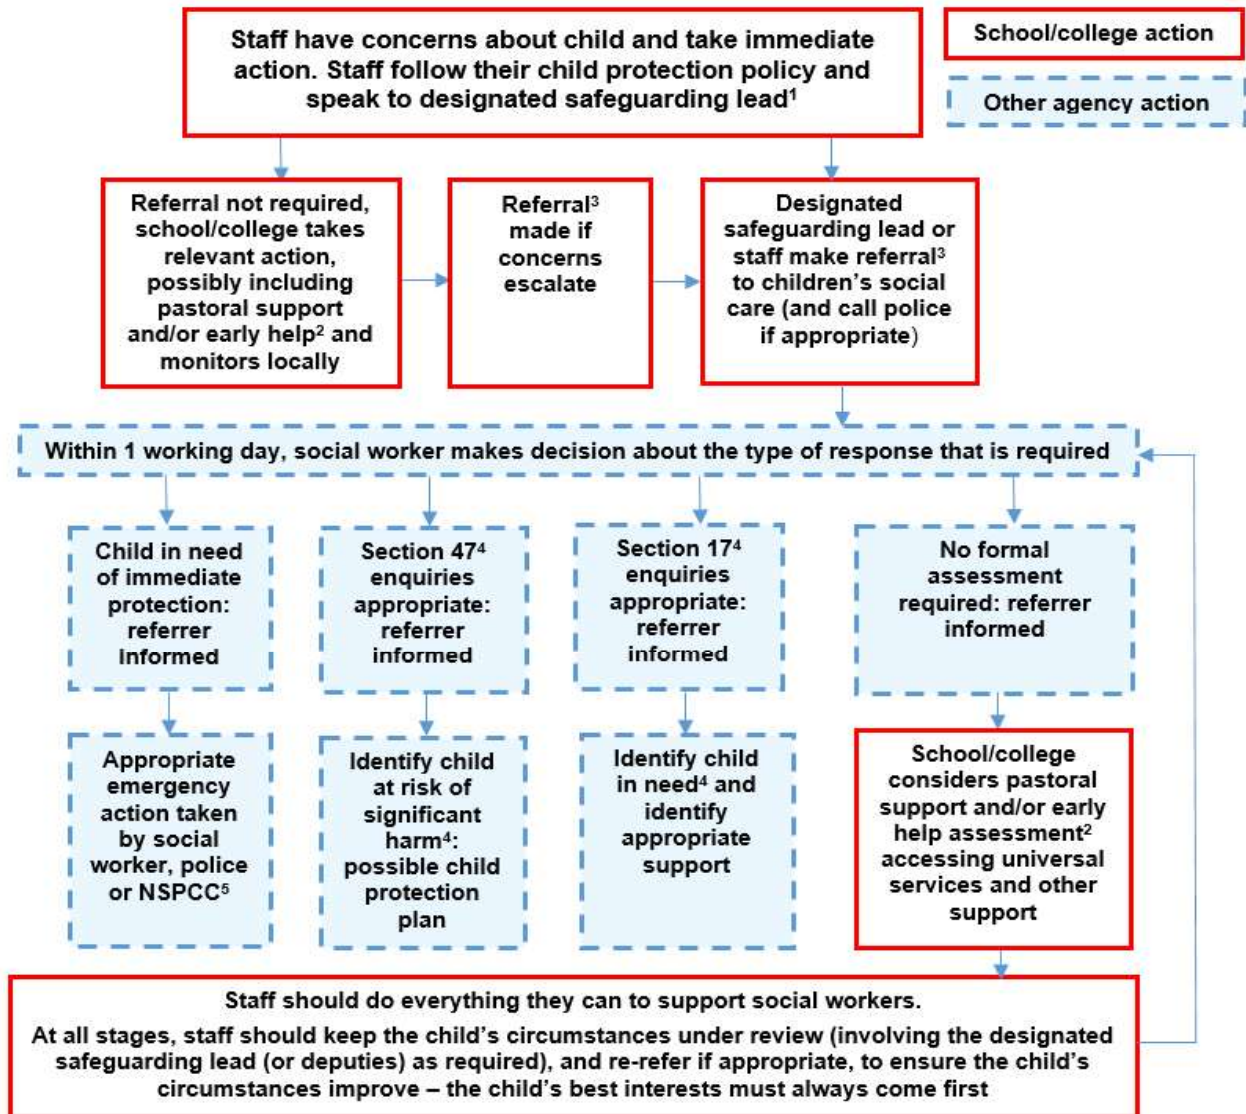 Staff have concerns about child and take immediate
action. Staff follow their child protection policy and
speak to designated safeguarding lead¹
School/college action
Other agency action
Referral not required,
school/college takes
relevant action,
possibly including
pastoral support
and/or early help² and
monitors locally
Referral³
made if
concerns
escalate
Designated
safeguarding lead or
staff make referral³
to children’s social
care (and call police
if appropriate)
Within 1 working day, social worker makes decision about the type of response that is required
Child in need
of immediate
protection:
referrer
informed
Section 47⁴
enquiries
appropriate:
referrer
informed
Section 17⁴
enquiries
appropriate:
referrer
informed
No formal
assessment
required: referrer
informed
Appropriate
emergency
action taken
by social
worker, police
or NSPCC⁵
Identify child
at risk of
significant
harm⁴:
possible child
protection
plan
Identify child
in need⁴ and
identify
appropriate
support
School/college
considers pastoral
support and/or early
help assessment²
accessing universal
services and other
support
Staff should do everything they can to support social workers.
At all stages, staff should keep the child’s circumstances under review (involving the designated
safeguarding lead (or deputies) as required), and re-refer if appropriate, to ensure the child’s
circumstances improve – the child’s best interests must always come first